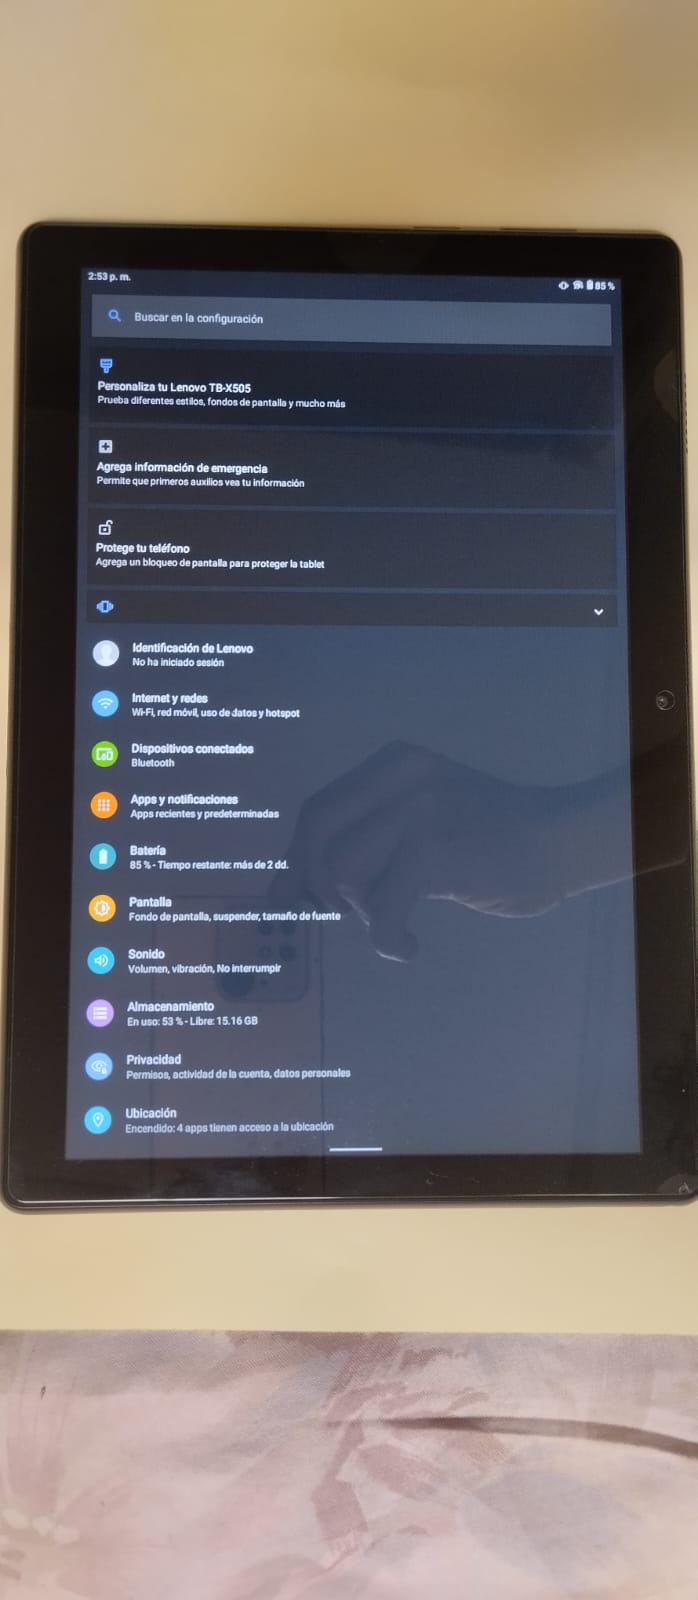 2:53 p. m.
85 %
Buscar en la configuración
Personaliza tu Lenovo TB-X505
Prueba diferentes estilos, fondos de pantalla y mucho más
Agrega información de emergencia
Permite que primeros auxilios vea tu información
Protege tu teléfono
Agrega un bloqueo de pantalla para proteger la tablet
Identificación de Lenovo
No ha iniciado sesión
Internet y redes
Wi-Fi, red móvil, uso de datos y hotspot
Dispositivos conectados
Bluetooth
Apps y notificaciones
Apps recientes y predeterminadas
Batería
85 % - Tiempo restante: más de 2 dd.
Pantalla
Fondo de pantalla, suspender, tamaño de fuente
Sonido
Volumen, vibración, No interrumpir
Almacenamiento
En uso: 53 % - Libre: 15.16 GB
Privacidad
Permisos, actividad de la cuenta, datos personales
Ubicación
Encendido: 4 apps tienen acceso a la ubicación